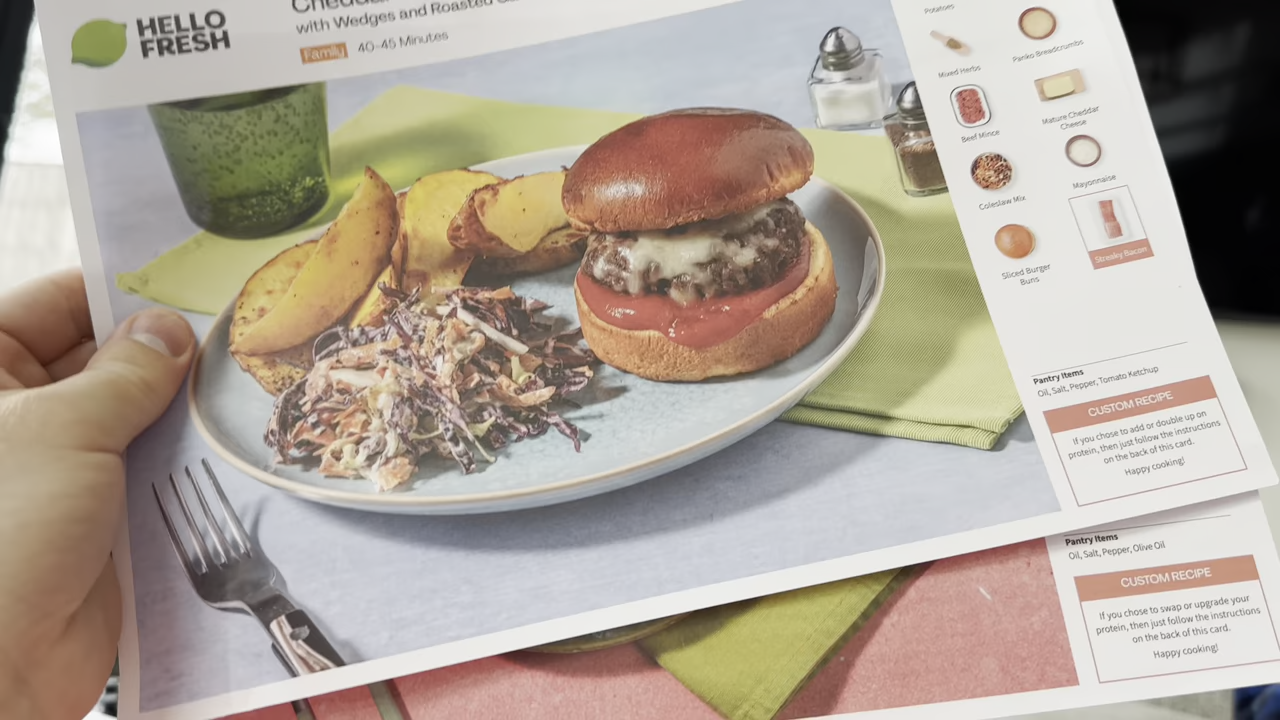 HELLO
FRESH
Chedda
with Wedges and Roasted
Family 40-45 Minutes
Potatoes
Mixed Herbs
Panko Breadcrumbs
Beef Mince
Mature Cheddar
Cheese
Coleslaw Mix
Mayonnaise
Sliced Burger
Buns
Streaky Bacon
Pantry Items
Oil, Salt, Pepper, Tomato Ketchup
CUSTOM RECIPE
If you chose to add or double up on
protein, then just follow the instructions
on the back of this card.
Happy cooking!
Pantry Items
Oil, Salt, Pepper, Olive Oil
CUSTOM RECIPE
If you chose to swap or upgrade your
protein, then just follow the instructions
on the back of this card.
Happy cooking!